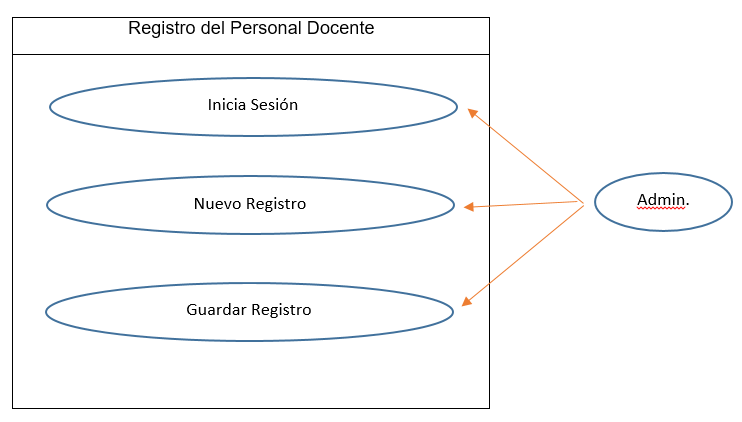 Registro del Personal Docente
Inicia Sesión
Nuevo Registro
Admin.
Guardar Registro